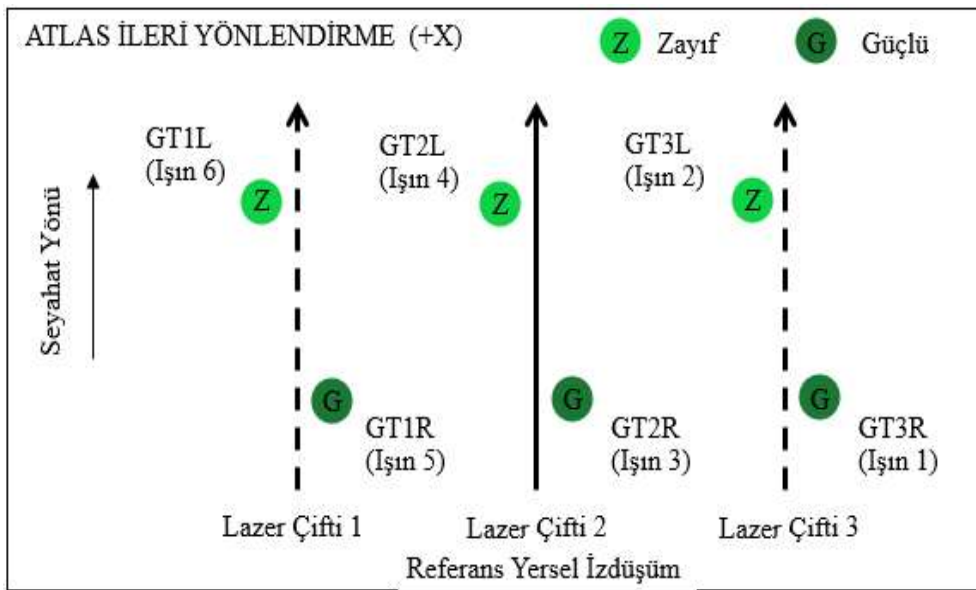 ATLAS İLERİ YÖNLENDİRME (+X)
Z Zayıf
G Güçlü
GT1L
(Işın 6)
GT2L
(Işın 4)
GT3L
(Işın 2)
Z
Z
Z
Seyahat Yönü
G
G
G
GT1R
(Işın 5)
GT2R
(Işın 3)
GT3R
(Işın 1)
Lazer Çifti 1
Lazer Çifti 2
Lazer Çifti 3
Referans Yersel İzdüşüm